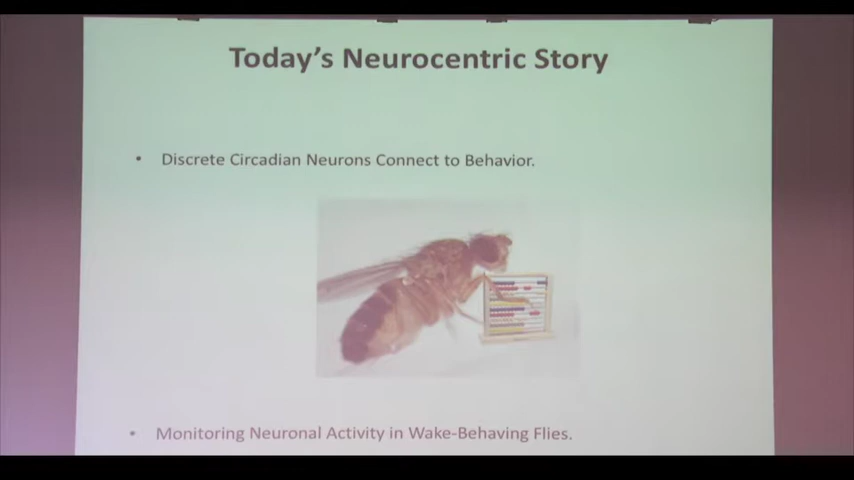 Today's Neurocentric Story
• Discrete Circadian Neurons Connect to Behavior.
• Monitoring Neuronal Activity in Wake-Behaving Flies.